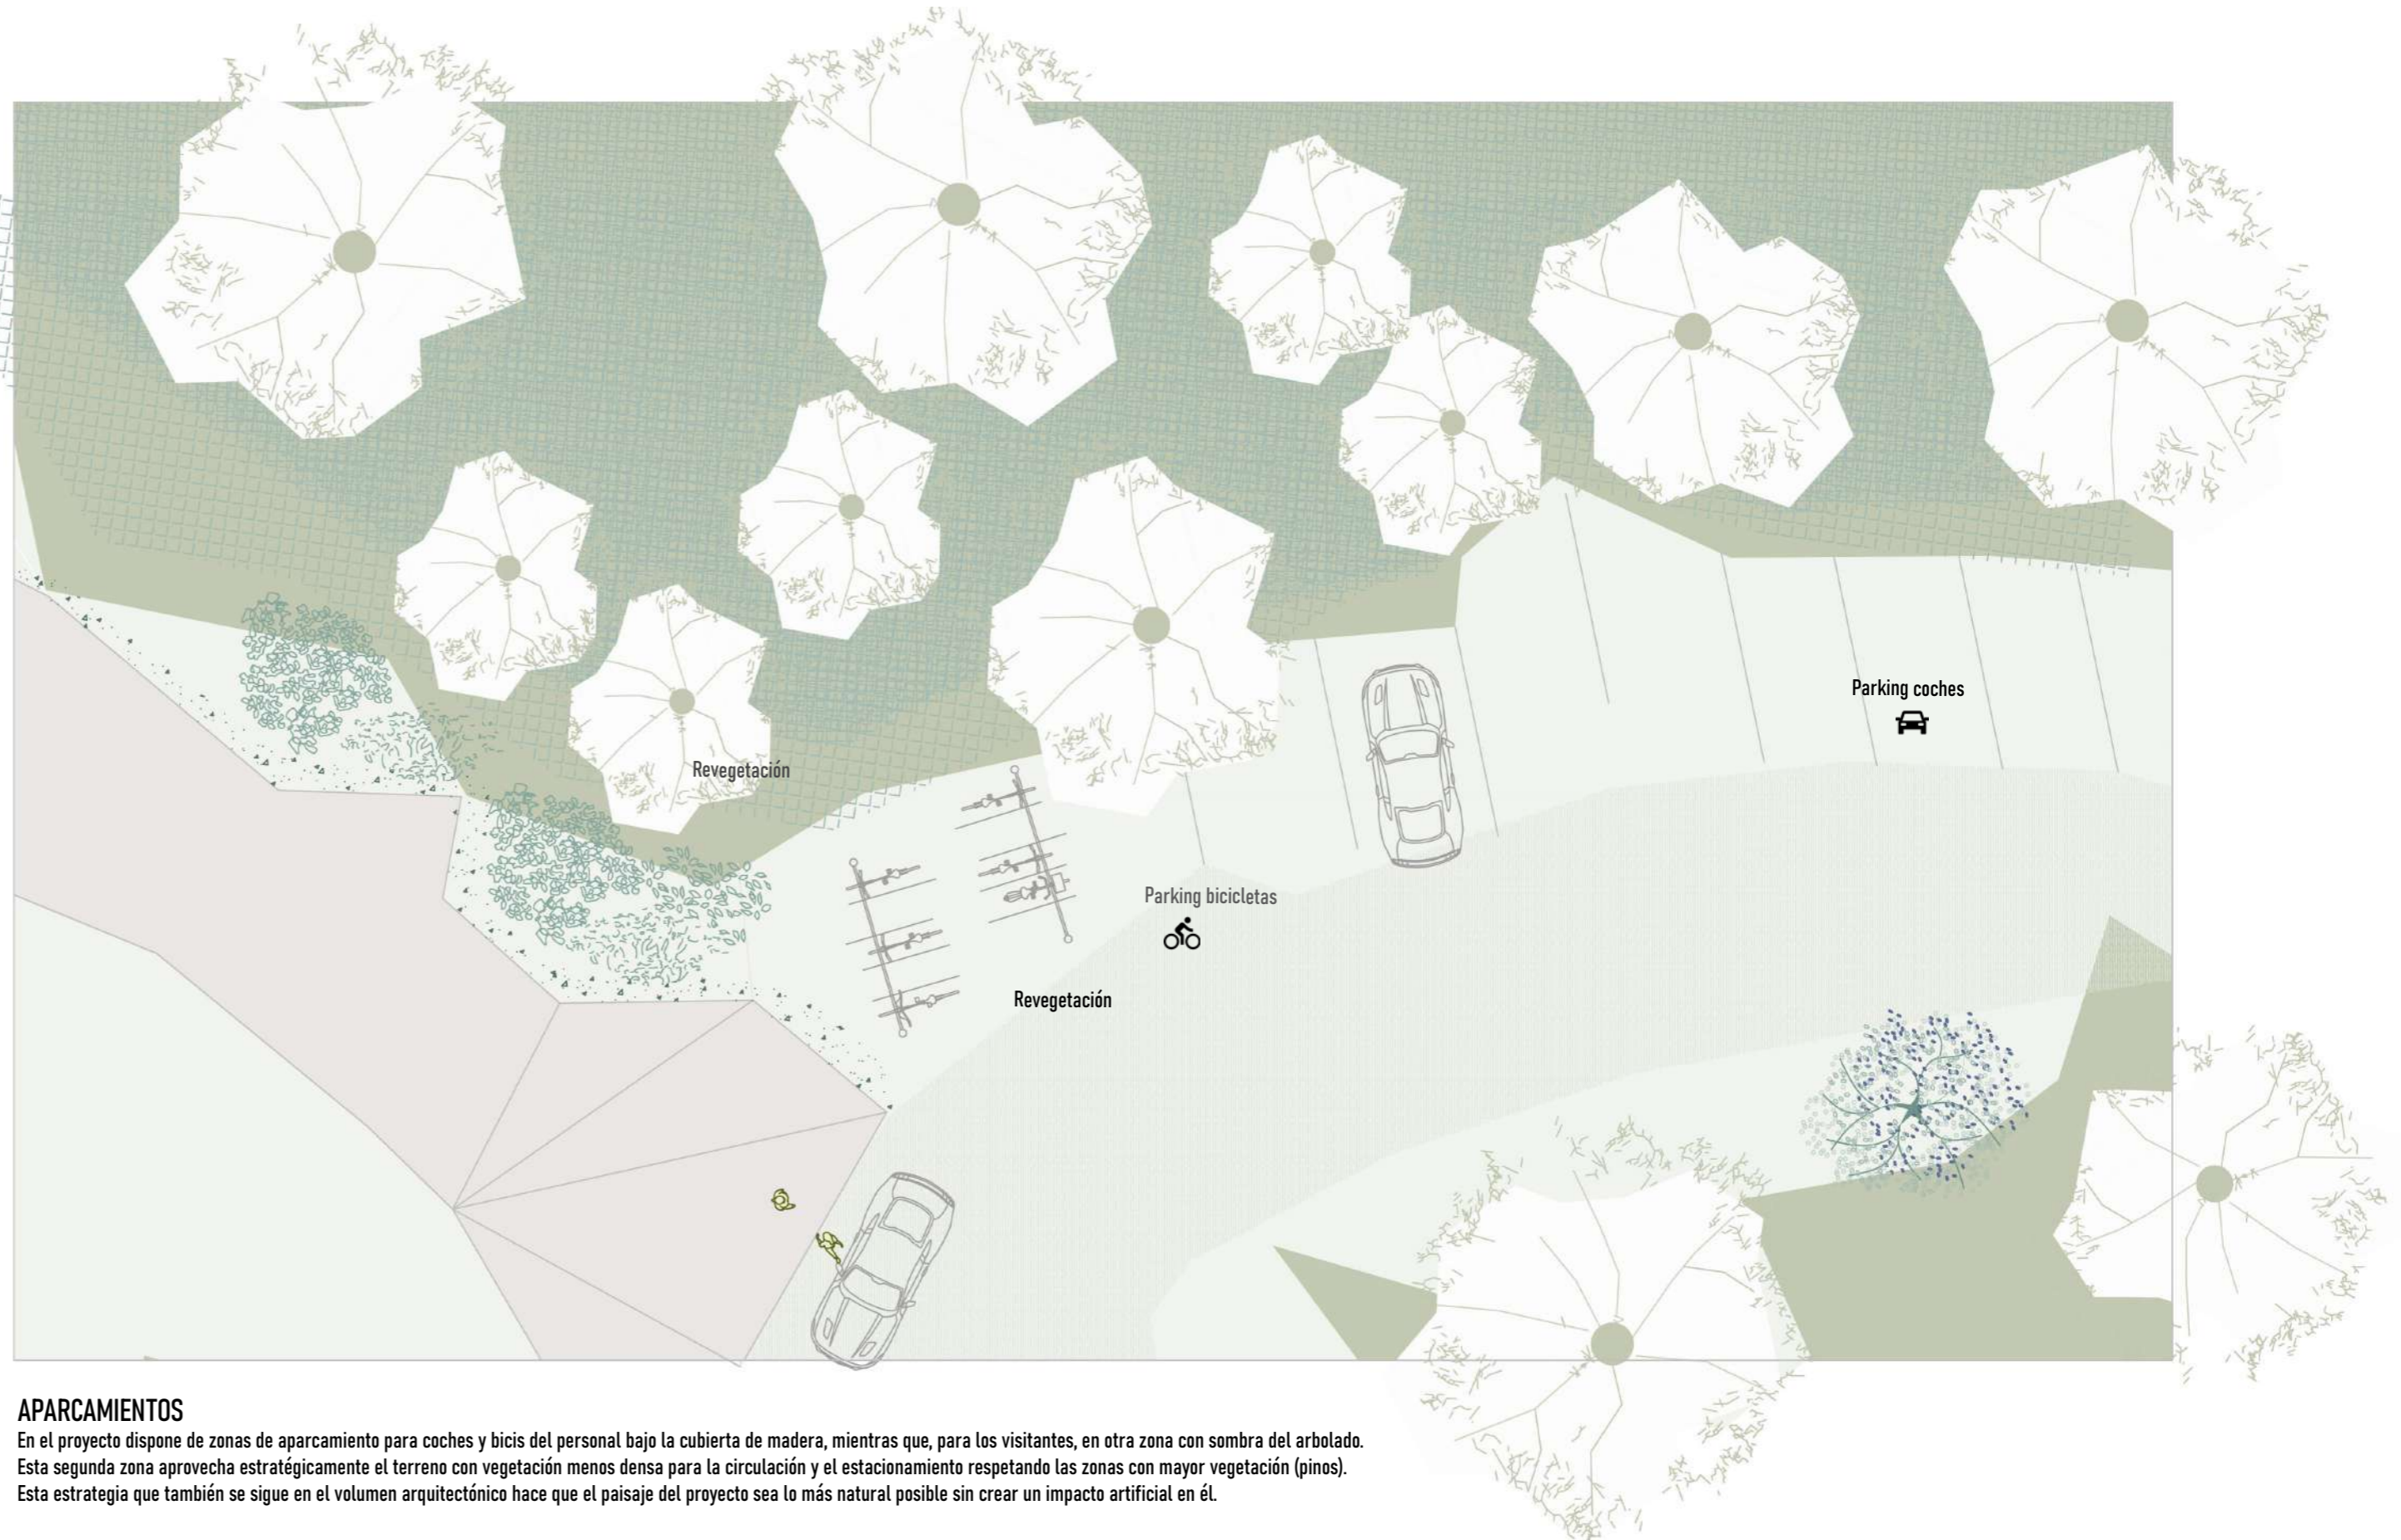 Parking coches
Revegetación
Parking bicicletas
Revegetación
APARCAMIENTOS
En el proyecto dispone de zonas de aparcamiento para coches y bicis del personal bajo la cubierta de madera, mientras que, para los visitantes, en otra zona con sombra del arbolado.
Esta segunda zona aprovecha estratégicamente el terreno con vegetación menos densa para la circulación y el estacionamiento respetando las zonas con mayor vegetación (pinos).
Esta estrategia que también se sigue en el volumen arquitectónico hace que el paisaje del proyecto sea lo más natural posible sin crear un impacto artificial en él.